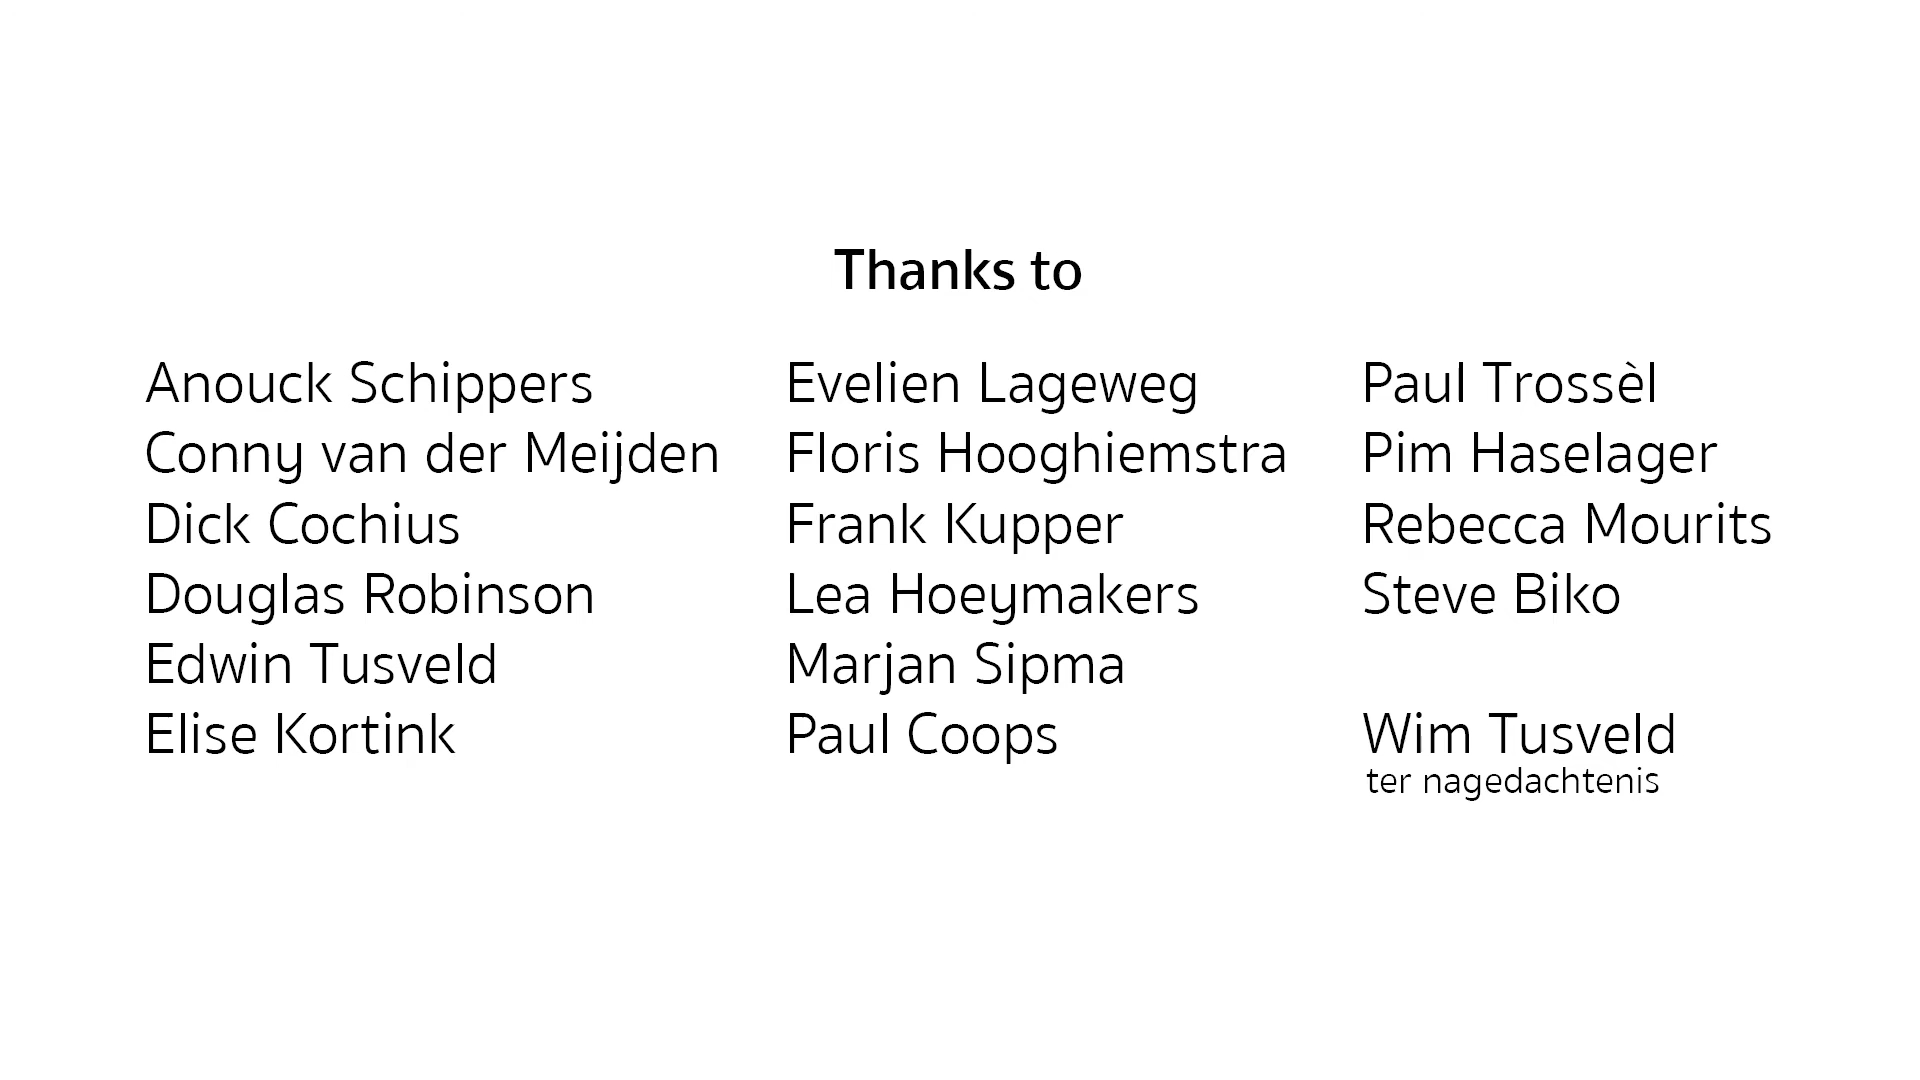 Thanks to
Anouck Schippers
Conny van der Meijden
Dick Cochius
Douglas Robinson
Edwin Tusveld
Elise Kortink
Evelien Lageweg
Floris Hooghiemstra
Frank Kupper
Lea Hoeymakers
Marjan Sipma
Paul Coops
Paul Trossèl
Pim Haselager
Rebecca Mourits
Steve Biko
Wim Tusveld
ter nagedachtenis